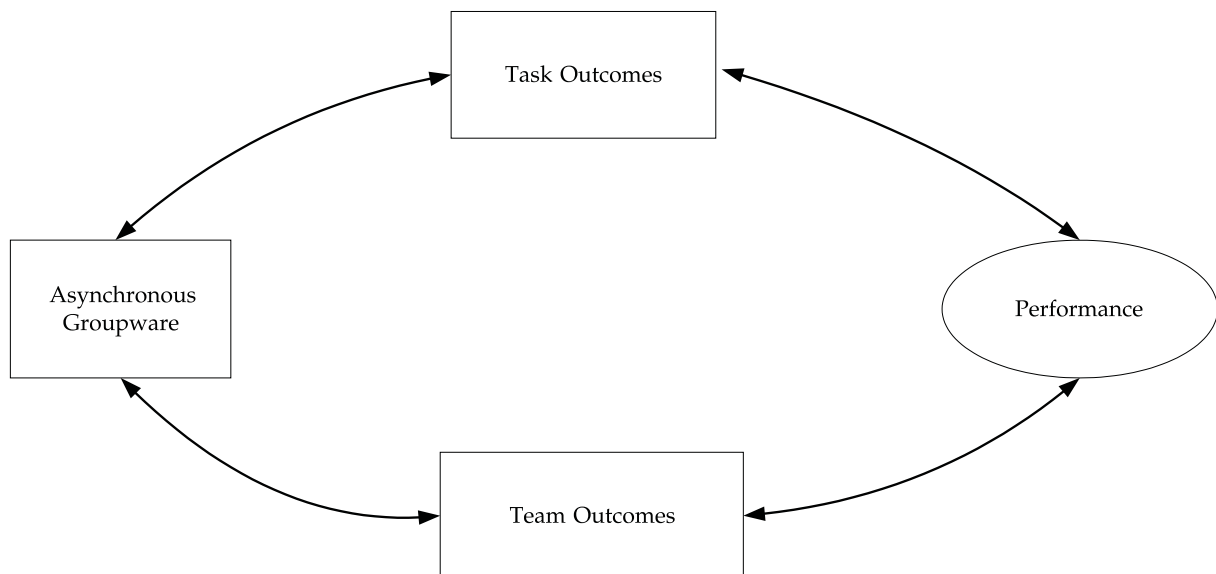 Task Outcomes
Asynchronous
Groupware
Performance
Team Outcomes